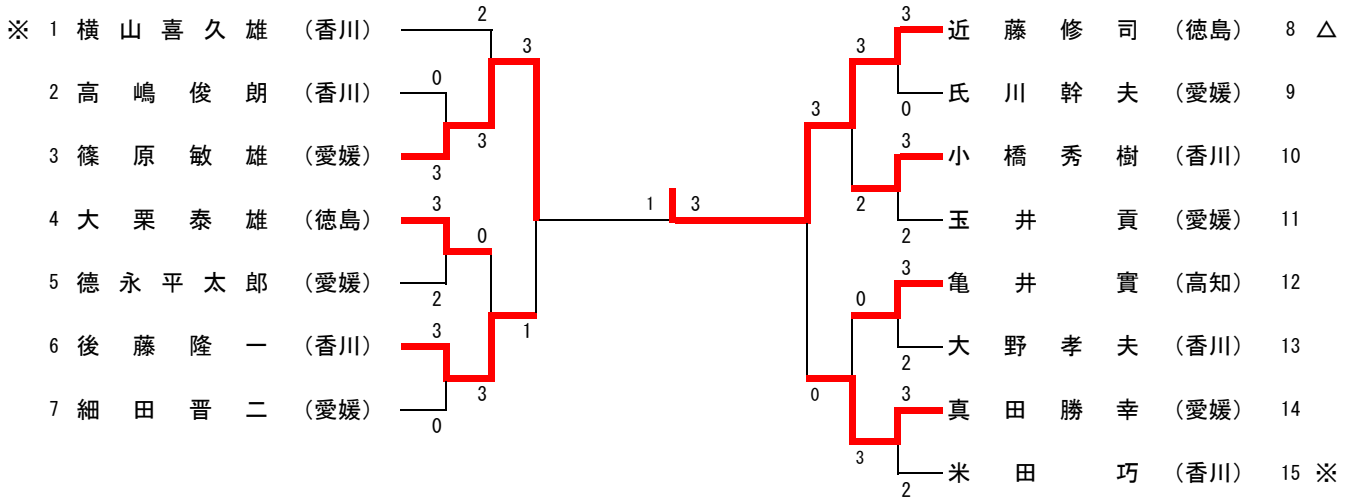 ※ 1 横山喜久雄 （香川） 2
2 高嶋俊朗 （香川） 0
3 篠原敏雄 （愛媛） 3
4 大栗泰雄 （徳島） 3
5 德永平太郎 （愛媛） 2
6 後藤隆一 （香川） 3
7 細田晋二 （愛媛） 0
3
3
0
3
1
1 3
3
3
2
0
3
0
3 近藤修司 （徳島） 8 △
0 氏川幹夫 （愛媛） 9
3 小橋秀樹 （香川） 10
2 玉井貢 （愛媛） 11
3 亀井實 （高知） 12
2 大野孝夫 （香川） 13
3 真田勝幸 （愛媛） 14
2 米田巧 （香川） 15 ※